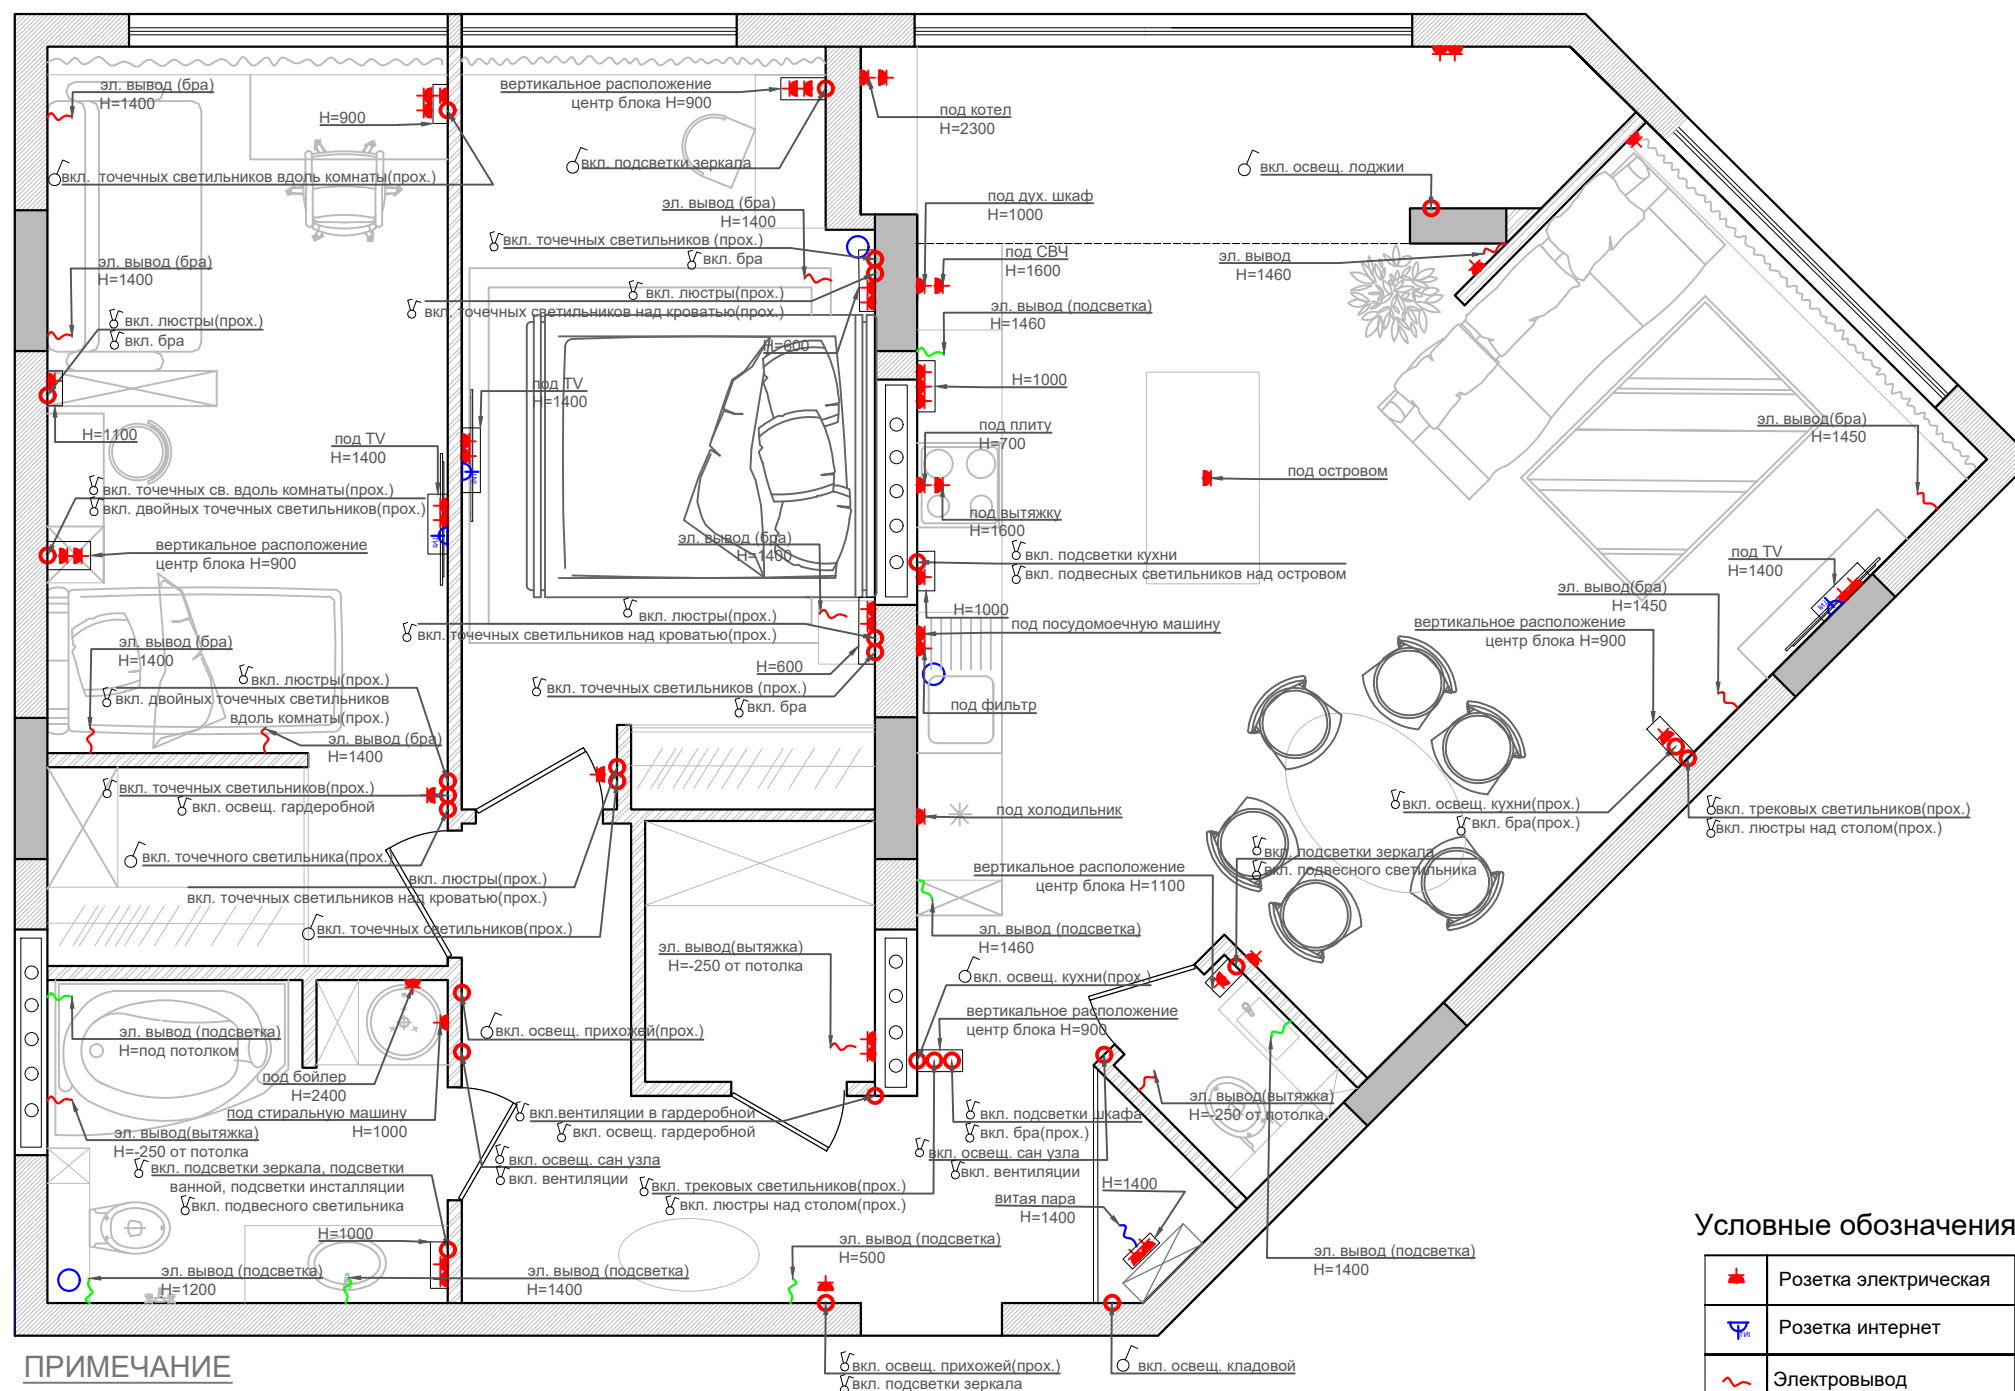 эл. вывод (бра)
H=1400
H=900
вкл. точечных светильников вдоль комнаты(прох.)
вертикальное расположение
центр блока H=900
вкл. подсветки зеркала
под котел
H=2300
вкл. освещ. лоджии
эл. вывод (бра)
H=1400
под дух. шкаф
H=1000
вкл. точечных светильников (прох.)
вкл. бра
под СВЧ
H=1600
эл. вывод
H=1460
эл. вывод (бра)
H=1400
вкл. люстры(прох.)
вкл. точечных светильников над кроватью(прох.)
эл. вывод (подсветка)
H=1460
вкл. люстры(прох.)
вкл. бра
H=600
H=1000
под TV
H=1400
H=1100
под TV
H=1400
под плиту
H=700
эл. вывод(бра)
H=1450
под островом
вкл. точечных св. вдоль комнаты(прох.)
вкл. двойных точечных светильников(прох.)
под вытяжку
H=1600
вертикальное расположение
центр блока H=900
эл. вывод (бра)
H=1400
вкл. подсветки кухни
вкл. подвесных светильников над островом
под TV
H=1400
эл. вывод(бра)
H=1450
H=1000
вкл. люстры(прох.)
вкл. точечных светильников над кроватью(прох.)
под посудомоечную машину
вертикальное расположение
центр блока H=900
эл. вывод (бра)
H=1400
H=600
вкл. люстры(прох.)
вкл. двойных точечных светильников
вдоль комнаты(прох.)
вкл. точечных светильников (прох.)
вкл. бра
под фильтр
эл. вывод (бра)
H=1400
вкл. точечных светильников(прох.)
вкл. освещ. гардеробной
под холодильник
вкл. освещ. кухни(прох.)
вкл. бра(прох.)
вкл. трековых светильников(прох.)
вкл. люстры над столом(прох.)
вкл. точечного светильника(прох.)
вкл. подсветки зеркала
вкл. подвесного светильника
вертикальное расположение
центр блока H=1100
вкл. люстры(прох.)
вкл. точечных светильников над кроватью(прох.)
вкл. точечных светильников(прох.)
эл. вывод(вытяжка)
H=-250 от потолка
эл. вывод (подсветка)
H=1460
вкл. освещ. кухни(прох.)
вертикальное расположение
центр блока H=900
эл. вывод (подсветка)
H=под потолком
вкл. освещ. прихожей(прох.)
под бойлер
H=2400
под стиральную машину
H=1000
эл. вывод(вытяжка)
H=-250 от потолка
вкл.вентиляции в гардеробной
вкл. освещ. гардеробной
вкл. подсветки шкафа
вкл. бра(прох.)
эл. вывод(вытяжка)
H=-250 от потолка
вкл. освещ. сан узла
вкл. вентиляции
вкл. освещ. сан узла
вкл. вентиляции
вкл. подсветки зеркала, подсветки
ванной, подсветки инсталляции
вкл. подвесного светильника
вкл. трековых светильников(прох.)
вкл. люстры над столом(прох.)
H=1400
витая пара
H=1400
H=1000
эл. вывод (подсветка)
H=1200
эл. вывод (подсветка)
H=1400
эл. вывод (подсветка)
H=500
эл. вывод (подсветка)
H=1400
Условные обозначения
Розетка электрическая
Розетка интернет
Электровывод
ПРИМЕЧАНИЕ
вкл. освещ. прихожей(прох.)
вкл. подсветки зеркала
вкл. освещ. кладовой